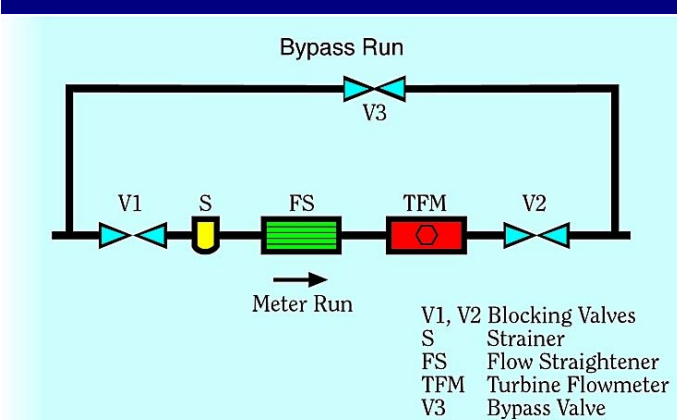 Bypass Run
V3
V1 S FS TFM V2
Meter Run
V1, V2 Blocking Valves
S Strainer
FS Flow Straightener
TFM Turbine Flowmeter
V3 Bypass Valve